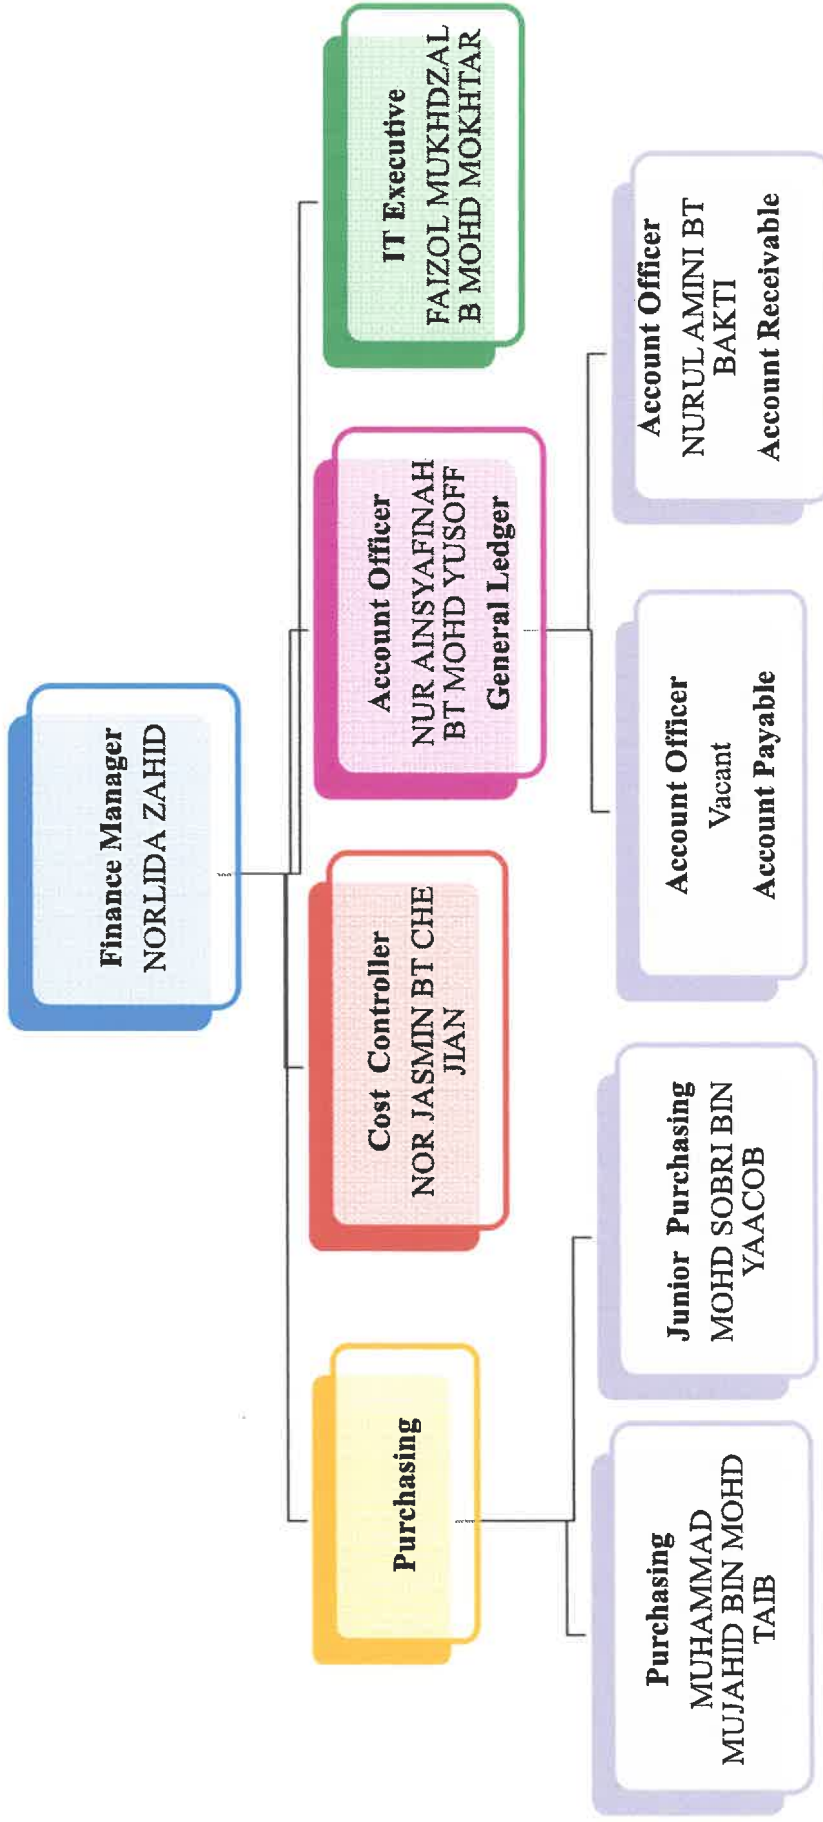 Finance Manager
NORLIDA ZAHID
Purchasing
Cost Controller
NOR JASMIN BT CHE
JIAN
Account Officer
NUR AINSYAFINAH
BT MOHD YUSOFF
General Ledger
IT Executive
FAIZOL MUKHDZAL
B MOHD MOKHTAR
Purchasing
MUHAMMAD
MUJAHID BIN MOHD
TAIB
Junior Purchasing
MOHD SOBRI BIN
YAACOB
Account Officer
Vacant
Account Payable
Account Officer
NURUL AMINI BT
BAKTI
Account Receivable